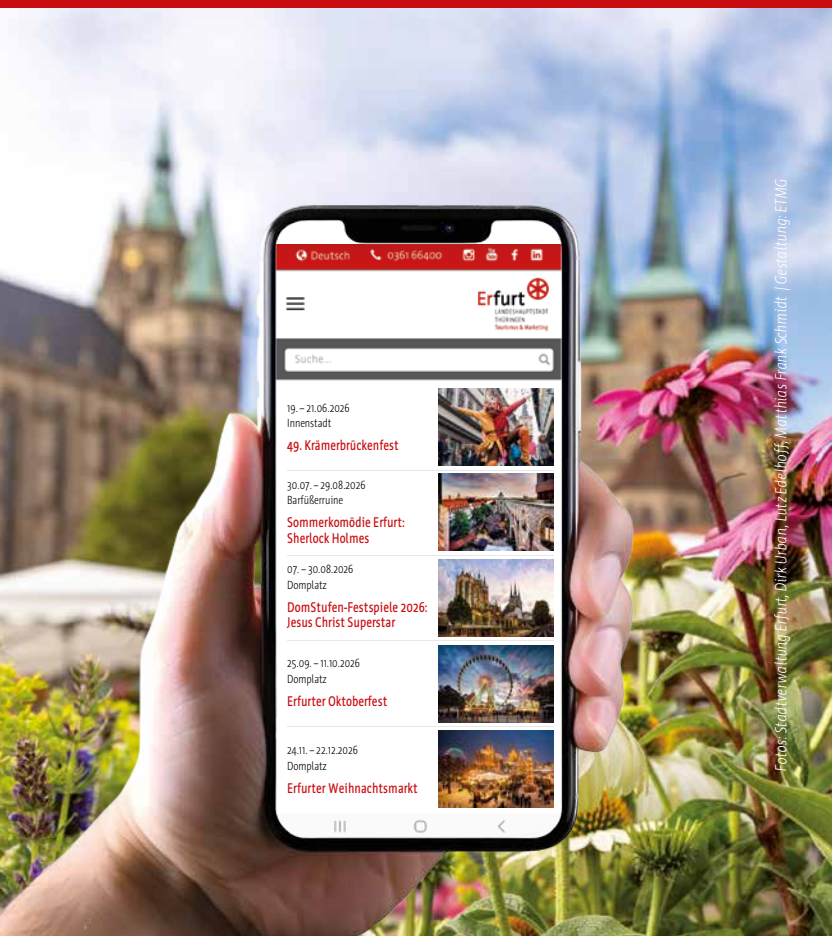 Deutsch 0361 66400
Erfurt
LANDESHAUPTSTADT
THÜRINGEN
Tourismus & Marketing
Suche...
19. – 21.06.2026
Innenstadt
49. Krämerbrückenfest
30.07. – 29.08.2026
Barfüßerruine
Sommerkomödie Erfurt:
Sherlock Holmes
07. – 30.08.2026
Domplatz
DomStufen-Festspiele 2026:
Jesus Christ Superstar
25.09. – 11.10.2026
Domplatz
Erfurter Oktoberfest
24.11. – 22.12.2026
Domplatz
Erfurter Weihnachtsmarkt
Fotos: Stadtverwaltung Erfurt, Dirk Urban, Lutz Edelhoff, Matthias Frank Schmidt | Gestaltung: ETMG